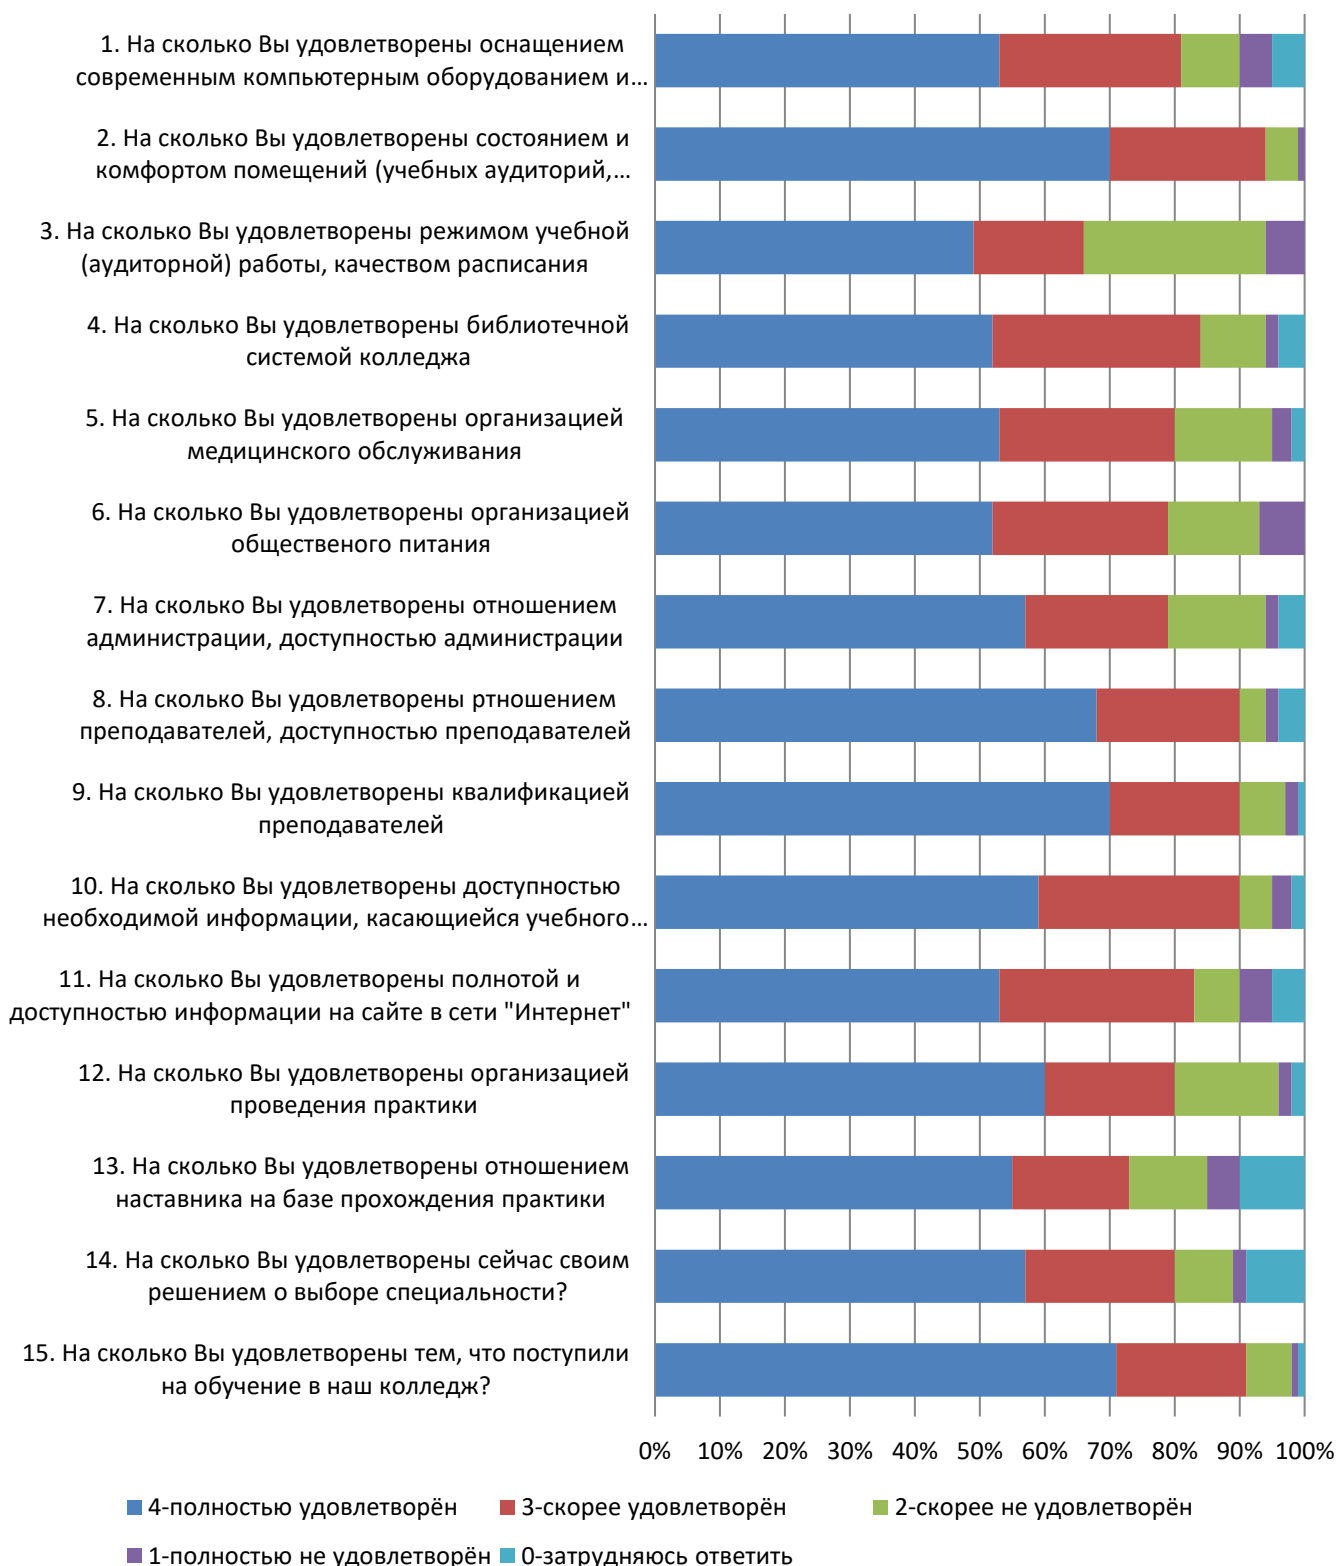 1. На сколько Вы удовлетворены оснащением
современным компьютерным оборудованием и…
2. На сколько Вы удовлетворены состоянием и
комфортом помещений (учебных аудиторий,…
3. На сколько Вы удовлетворены режимом учебной
(аудиторной) работы, качеством расписания
4. На сколько Вы удовлетворены библиотечной
системой колледжа
5. На сколько Вы удовлетворены организацией
медицинского обслуживания
6. На сколько Вы удовлетворены организацией
общественого питания
7. На сколько Вы удовлетворены отношением
администрации, доступностью администрации
8. На сколько Вы удовлетворены ртношением
преподавателей, доступностью преподавателей
9. На сколько Вы удовлетворены квалификацией
преподавателей
10. На сколько Вы удовлетворены доступностью
необходимой информации, касающиейся учебного…
11. На сколько Вы удовлетворены полнотой и
доступностью информации на сайте в сети "Интернет"
12. На сколько Вы удовлетворены организацией
проведения практики
13. На сколько Вы удовлетворены отношением
наставника на базе прохождения практики
14. На сколько Вы удовлетворены сейчас своим
решением о выборе специальности?
15. На сколько Вы удовлетворены тем, что поступили
на обучение в наш колледж?
0% 10% 20% 30% 40% 50% 60% 70% 80% 90% 100%
4-полностью удовлетворён 3-скорее удовлетворён 2-скорее не удовлетворён
1-полностью не удовлетворён 0-затрудняюсь ответить